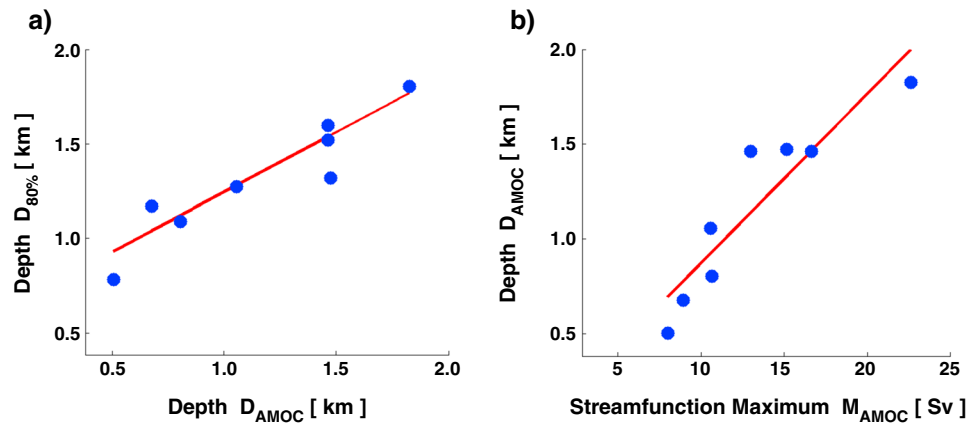 a)
2.0
1.5
1.0
0.5
Depth D80% [ km ]
0.5 1.0 1.5 2.0
Depth DAMOC [ km ]
b)
2.0
1.5
1.0
0.5
Depth DAMOC [ km ]
5 10 15 20 25
Streamfunction Maximum MAMOC [ Sv ]